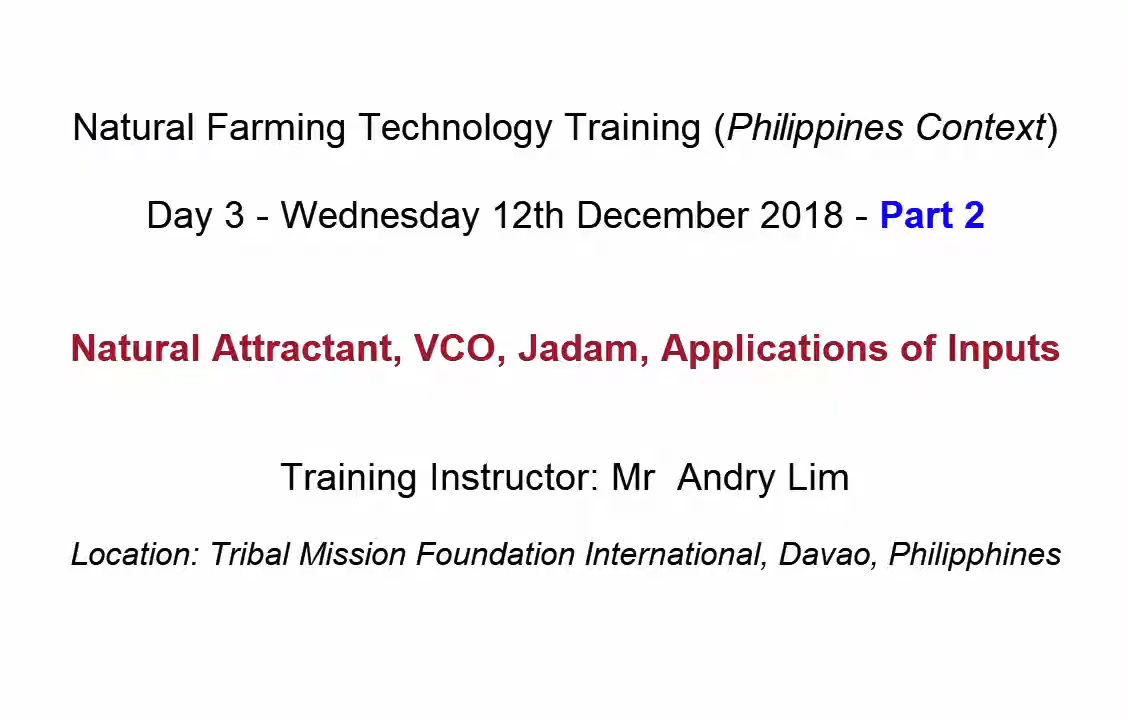 Natural Farming Technology Training (Philippines Context)
Day 3 - Wednesday 12th December 2018 - Part 2
Natural Attractant, VCO, Jadam, Applications of Inputs
Training Instructor: Mr  Andry Lim
Location: Tribal Mission Foundation International, Davao, Philipphines